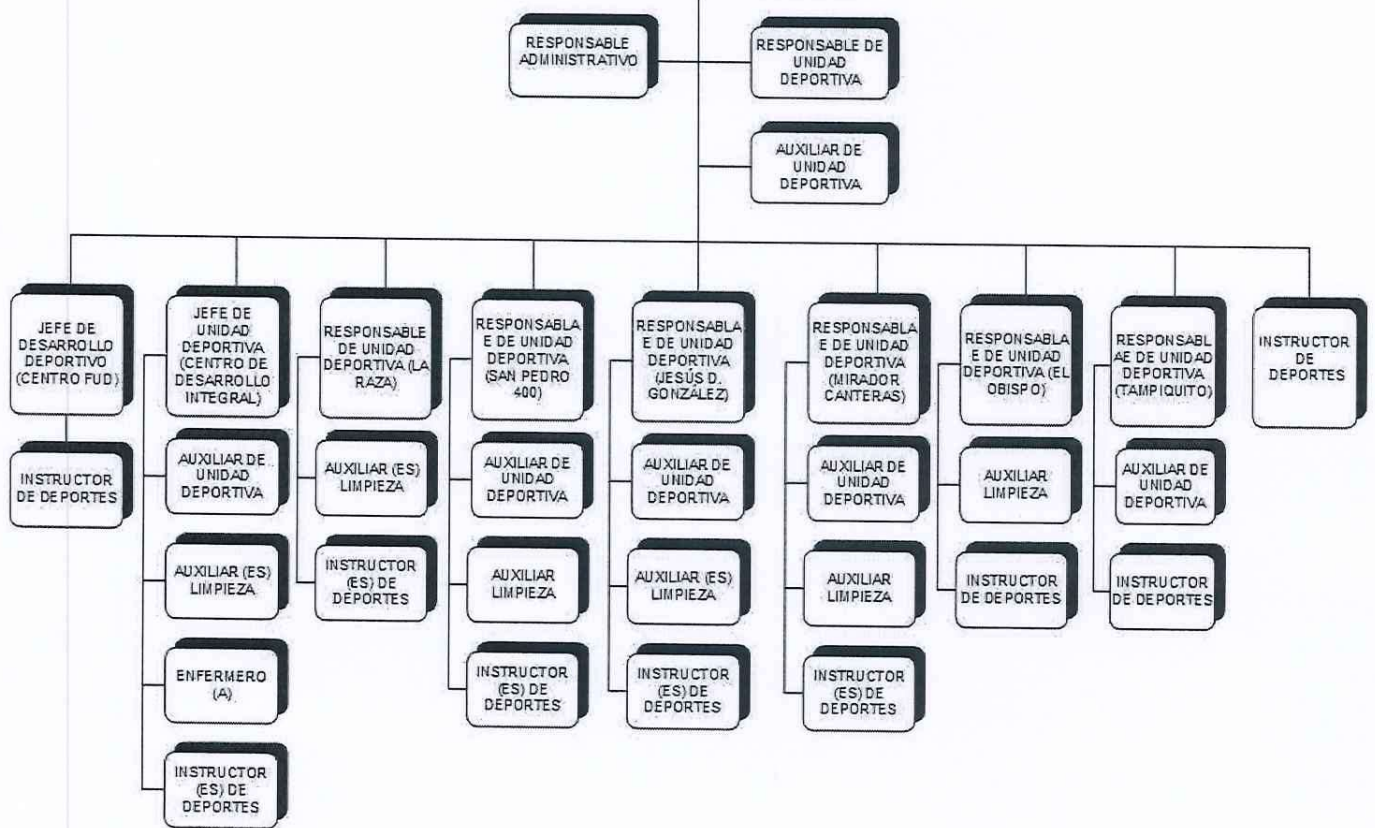 RESPONSABLE
ADMINISTRATIVO
RESPONSABLE DE
UNIDAD
DEPORTIVA
AUXILIAR DE
UNIDAD
DEPORTIVA
JEFE DE
DESARROLLO
DEPORTIVO
(CENTRO FUD)
INSTRUCTOR
DE DEPORTES
JEFE DE
UNIDAD
DEPORTIVA
(CENTRO DE
DESARROLLO
INTEGRAL)
AUXILIAR DE
UNIDAD
DEPORTIVA
AUXILIAR (ES)
LIMPIEZA
ENFERMERO
(A)
INSTRUCTOR
(ES) DE
DEPORTES
RESPONSABLE
DE UNIDAD
DEPORTIVA (LA
RAZA)
AUXILIAR (ES)
LIMPIEZA
INSTRUCTOR
(ES) DE
DEPORTES
RESPONSABLA
E DE UNIDAD
DEPORTIVA
(SAN PEDRO
400)
AUXILIAR DE
UNIDAD
DEPORTIVA
AUXILIAR
LIMPIEZA
INSTRUCTOR
(ES) DE
DEPORTES
RESPONSABLA
E DE UNIDAD
DEPORTIVA
(JESÚS D.
GONZÁLEZ)
AUXILIAR DE
UNIDAD
DEPORTIVA
AUXILIAR (ES)
LIMPIEZA
INSTRUCTOR
(ES) DE
DEPORTES
RESPONSABLA
E DE UNIDAD
DEPORTIVA
(MIRADOR
CANTERAS)
AUXILIAR DE
UNIDAD
DEPORTIVA
AUXILIAR
LIMPIEZA
INSTRUCTOR
(ES) DE
DEPORTES
RESPONSABLA
E DE UNIDAD
DEPORTIVA (EL
OBISPO)
AUXILIAR
LIMPIEZA
INSTRUCTOR
DE DEPORTES
RESPONSABL
AE DE UNIDAD
DEPORTIVA
(TAMPIQUITO)
AUXILIAR DE
UNIDAD
DEPORTIVA
INSTRUCTOR
DE DEPORTES
INSTRUCTOR
DE
DEPORTES